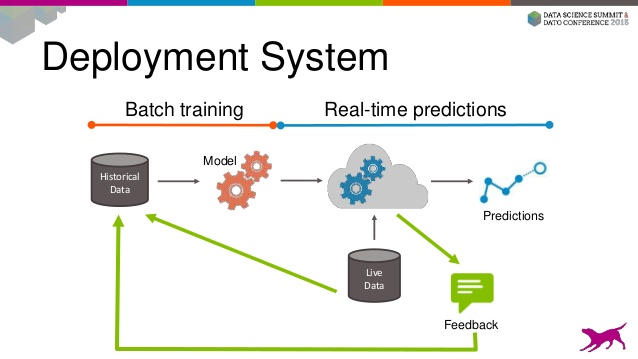 DATA SCIENCE SUMMIT &
DATO CONFERENCE 2015
Deployment System
Batch training
Real-time predictions
Model
Historical
Data
Predictions
Live
Data
Feedback